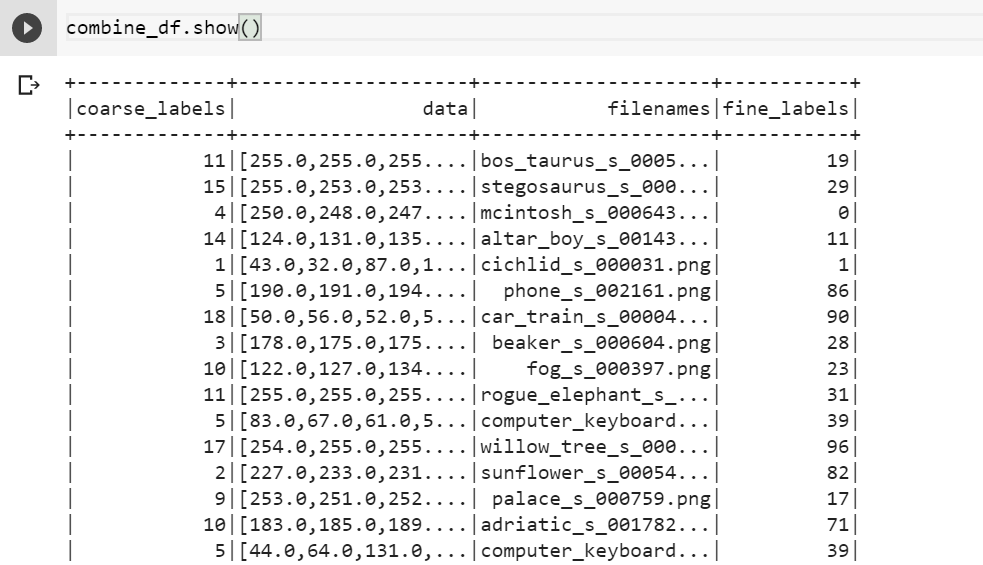 combine_df.show()
+-------------+--------------------+--------------------+-----------+
|coarse_labels|                data|           filenames|fine_labels|
+-------------+--------------------+--------------------+-----------+
|           11|[255.0,255.0,255....|bos_taurus_s_0005...|         19|
|           15|[255.0,253.0,253....|stegosaurus_s_000...|         29|
|            4|[250.0,248.0,247....|mcintosh_s_000643...|          0|
|           14|[124.0,131.0,135....|altar_boy_s_00143...|         11|
|            1|[43.0,32.0,87.0,1...|cichlid_s_000031.png|          1|
|            5|[190.0,191.0,194....|  phone_s_002161.png|         86|
|           18|[50.0,56.0,52.0,5...|car_train_s_00004...|         90|
|            3|[178.0,175.0,175....| beaker_s_000604.png|         28|
|           10|[122.0,127.0,134....|    fog_s_000397.png|         23|
|           11|[255.0,255.0,255....|rogue_elephant_s_...|         31|
|            5|[83.0,67.0,61.0,5...|computer_keyboard...|         39|
|           17|[254.0,255.0,255....|willow_tree_s_000...|         96|
|            2|[227.0,233.0,231....|sunflower_s_00054...|         82|
|            9|[253.0,251.0,252....| palace_s_000759.png|         17|
|           10|[183.0,185.0,189....|adriatic_s_001782...|         71|
|            5|[44.0,64.0,131.0,...|computer_keyboard...|         39|